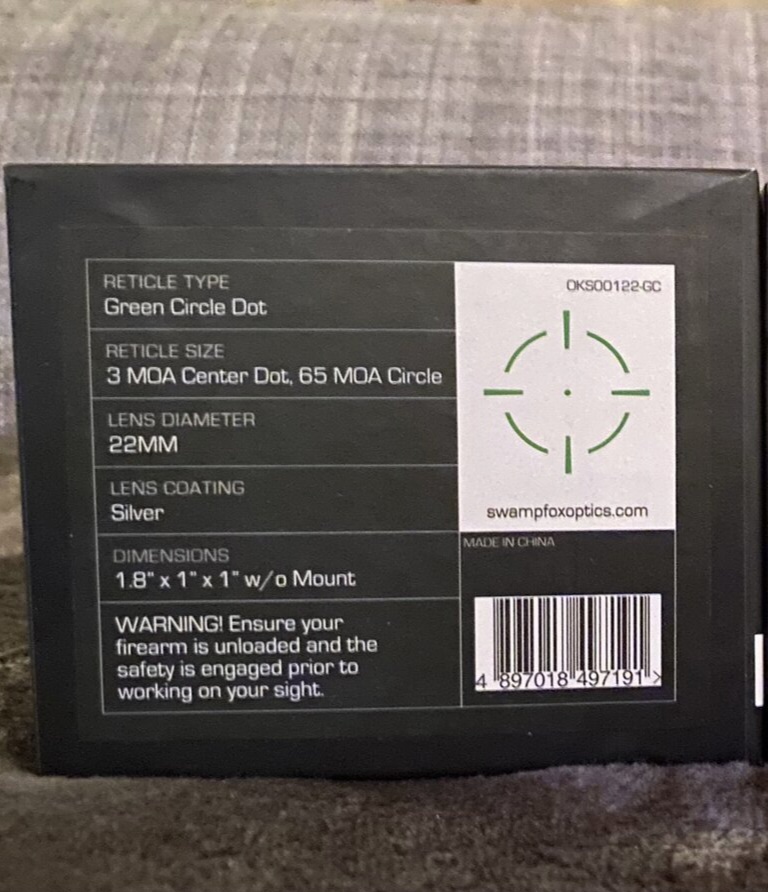 RETICLE TYPE
Green Circle Dot
RETICLE SIZE
3 MOA Center Dot, 65 MOA Circle
LENS DIAMETER
22MM
LENS COATING
Silver
DIMENSIONS
1.8" x 1" x 1" w/o Mount
WARNING! Ensure your
firearm is unloaded and the
safety is engaged prior to
working on your sight.
OKS00122-GC
swampfoxoptics.com
MADE IN CHINA
4 897018 497191 >